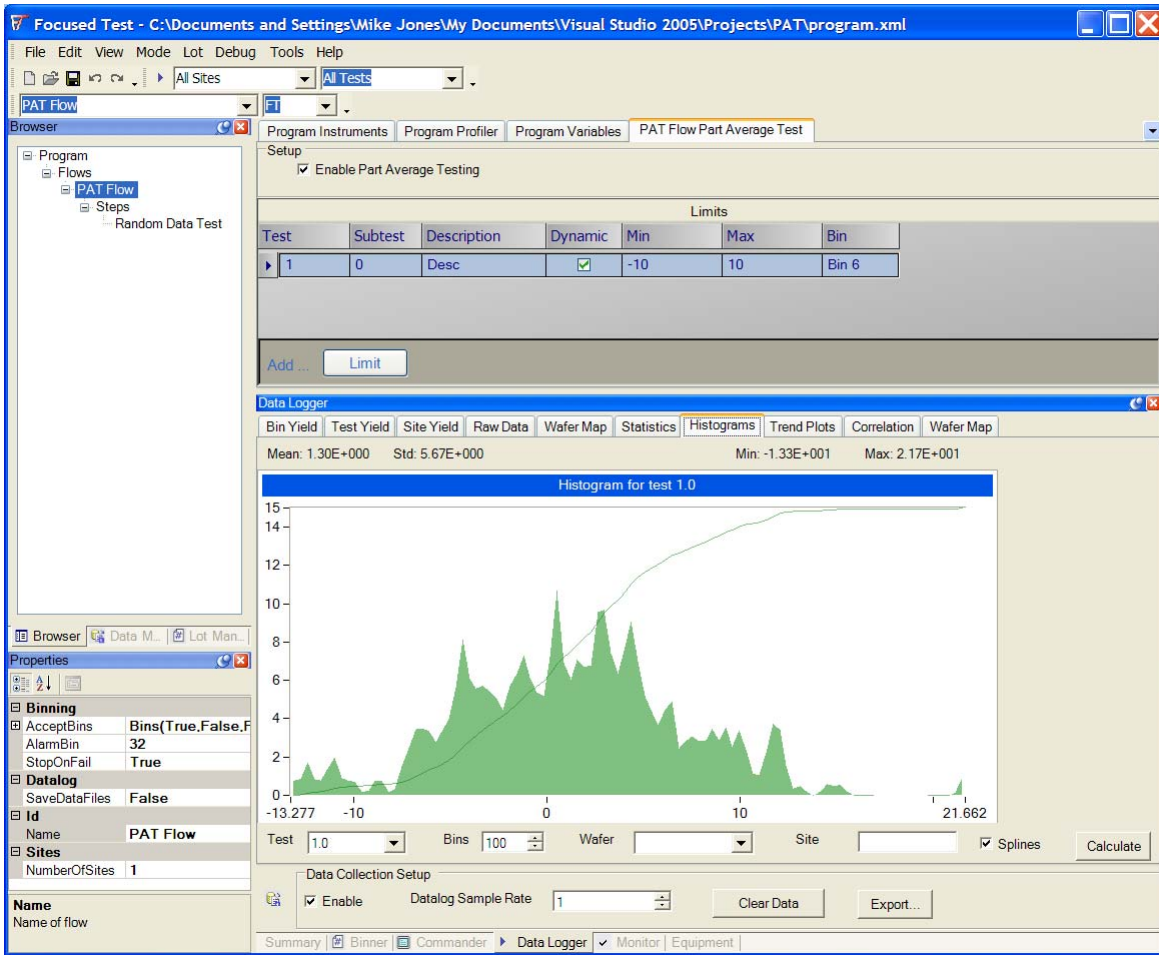 Focused Test - C:\Documents and Settings\Mike Jones\My Documents\Visual Studio 2005\Projects\PAT\program.xml
File Edit View Mode Lot Debug Tools Help
All Sites All Tests
PAT Flow FT
Browser
Program
Flows
PAT Flow
Steps
Random Data Test
Browser Data M... Lot Man...
Properties
Binning
AcceptBins Bins(True,False,F
AlarmBin 32
StopOnFail True
Datalog
SaveDataFiles False
Id
Name PAT Flow
Sites
NumberOfSites 1
Name
Name of flow
Program Instruments Program Profiler Program Variables PAT Flow Part Average Test
Setup
Enable Part Average Testing
Limits
Test Subtest Description Dynamic Min Max Bin
1 0 Desc -10 10 Bin 6
Add ... Limit
Data Logger
Bin Yield Test Yield Site Yield Raw Data Wafer Map Statistics Histograms Trend Plots Correlation Wafer Map
Mean: 1.30E+000 Std: 5.67E+000 Min: -1.33E+001 Max: 2.17E+001
Histogram for test 1.0
15
14
12
10
8
6
4
2
0
-13.277 -10 0 10 21.662
Test 1.0 Bins 100 Wafer Site Splines Calculate
Data Collection Setup
Enable Datalog Sample Rate 1 Clear Data Export...
Summary Binner Commander Data Logger Monitor Equipment